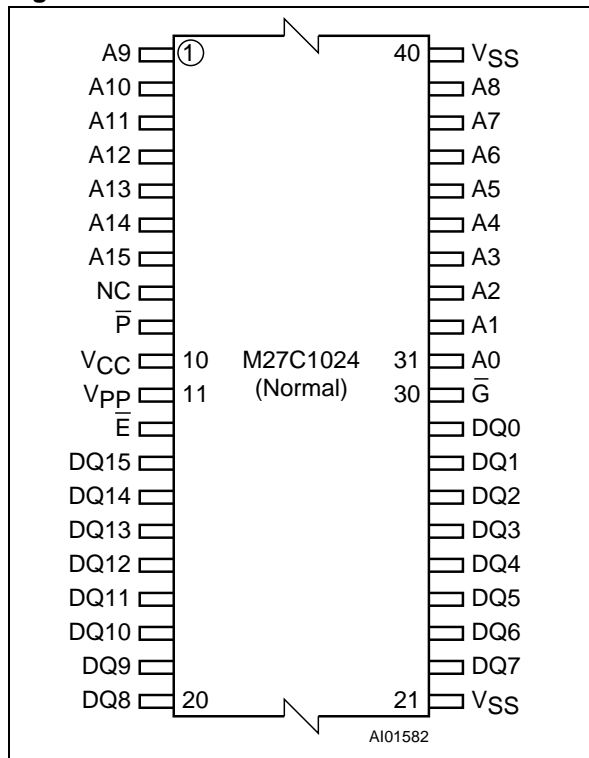 A9 1 40 VSS
A10 A8
A11 A7
A12 A6
A13 A5
A14 A4
A15 A3
NC A2
P̅ A1
VCC 10 M27C1024 31 A0
VPP 11 (Normal) 30 G̅
E̅ DQ0
DQ15 DQ1
DQ14 DQ2
DQ13 DQ3
DQ12 DQ4
DQ11 DQ5
DQ10 DQ6
DQ9 DQ7
DQ8 20 21 VSS
AI01582